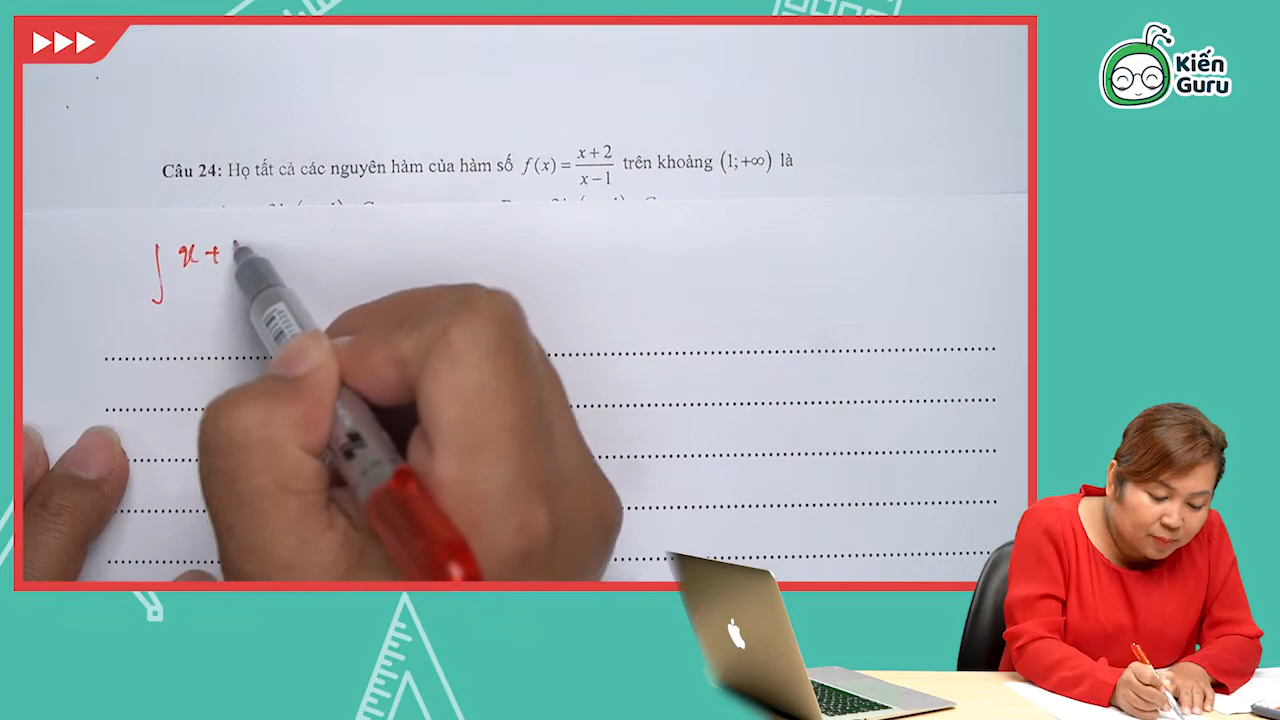 Kiến
Guru
Câu 24: Họ tất cả các nguyên hàm của hàm số f(x) = \frac{x+2}{x-1} trên khoảng (1;+∞) là
∫ x +